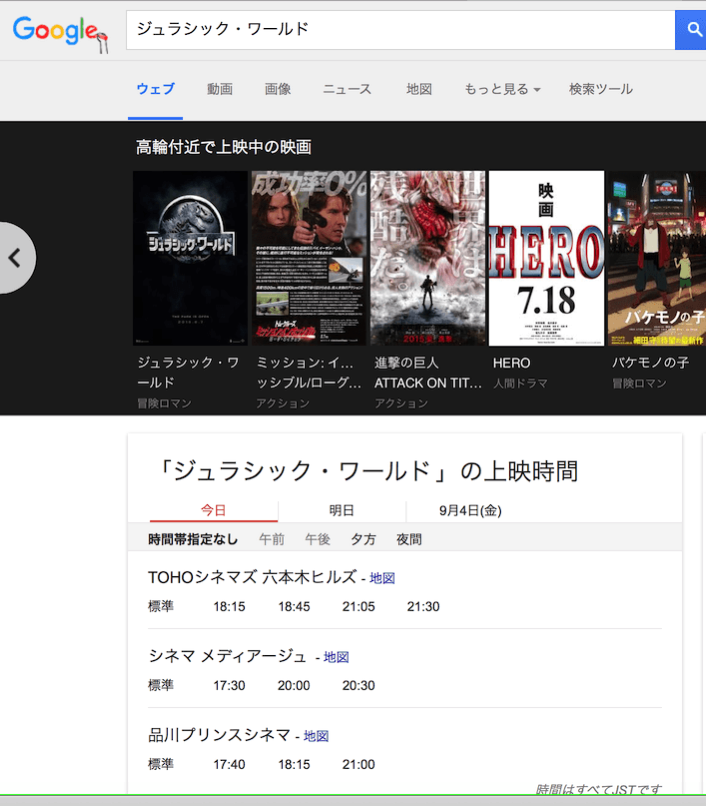 Google
ジュラシック・ワールド
ウェブ 動画 画像 ニュース 地図 もっと見る 検索ツール
高輪付近で上映中の映画
ジュラシック・ワールド
成功率0%
トム・クルーズ
世界は
残酷だ。
映画
HERO
7.18
バケモノの子
ジュラシック・ワ
ールド
冒険ロマン
ミッション: イ…
ッシブル/ローグ…
アクション
進撃の巨人
ATTACK ON TIT…
アクション
HERO
人間ドラマ
バケモノの子
冒険ロマン
「ジュラシック・ワールド」の上映時間
今日 明日 9月4日(金)
時間帯指定なし 午前 午後 夕方 夜間
TOHOシネマズ 六本木ヒルズ - 地図
標準 18:15 18:45 21:05 21:30
シネマ メディアージュ - 地図
標準 17:30 20:00 20:30
品川プリンスシネマ - 地図
標準 17:40 18:15 21:00
時間はすべてJSTです